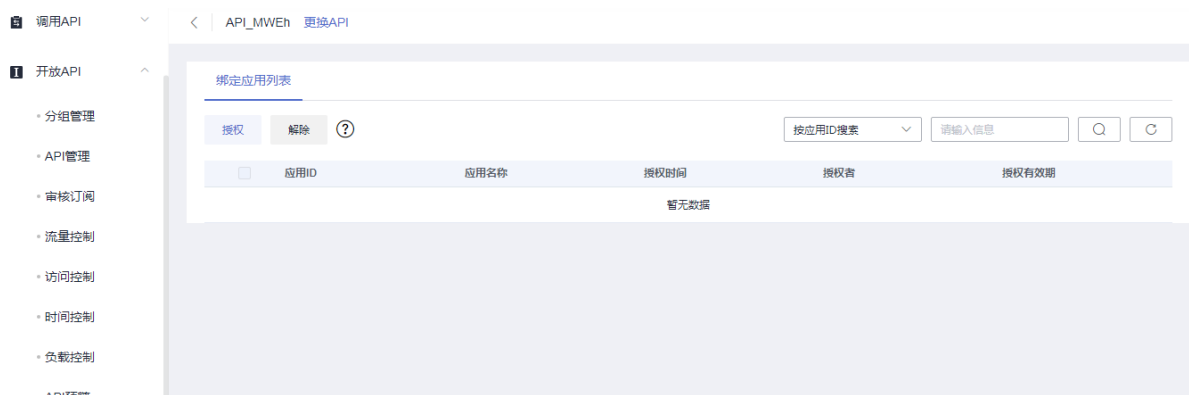 调用API
API_MWEh 更换API
开放API
绑定应用列表
分组管理
授权 解除 ? 按应用ID搜索 请输入信息
API管理
应用ID 应用名称 授权时间 授权者 授权有效期
审核订阅
暂无数据
流量控制
访问控制
时间控制
负载控制